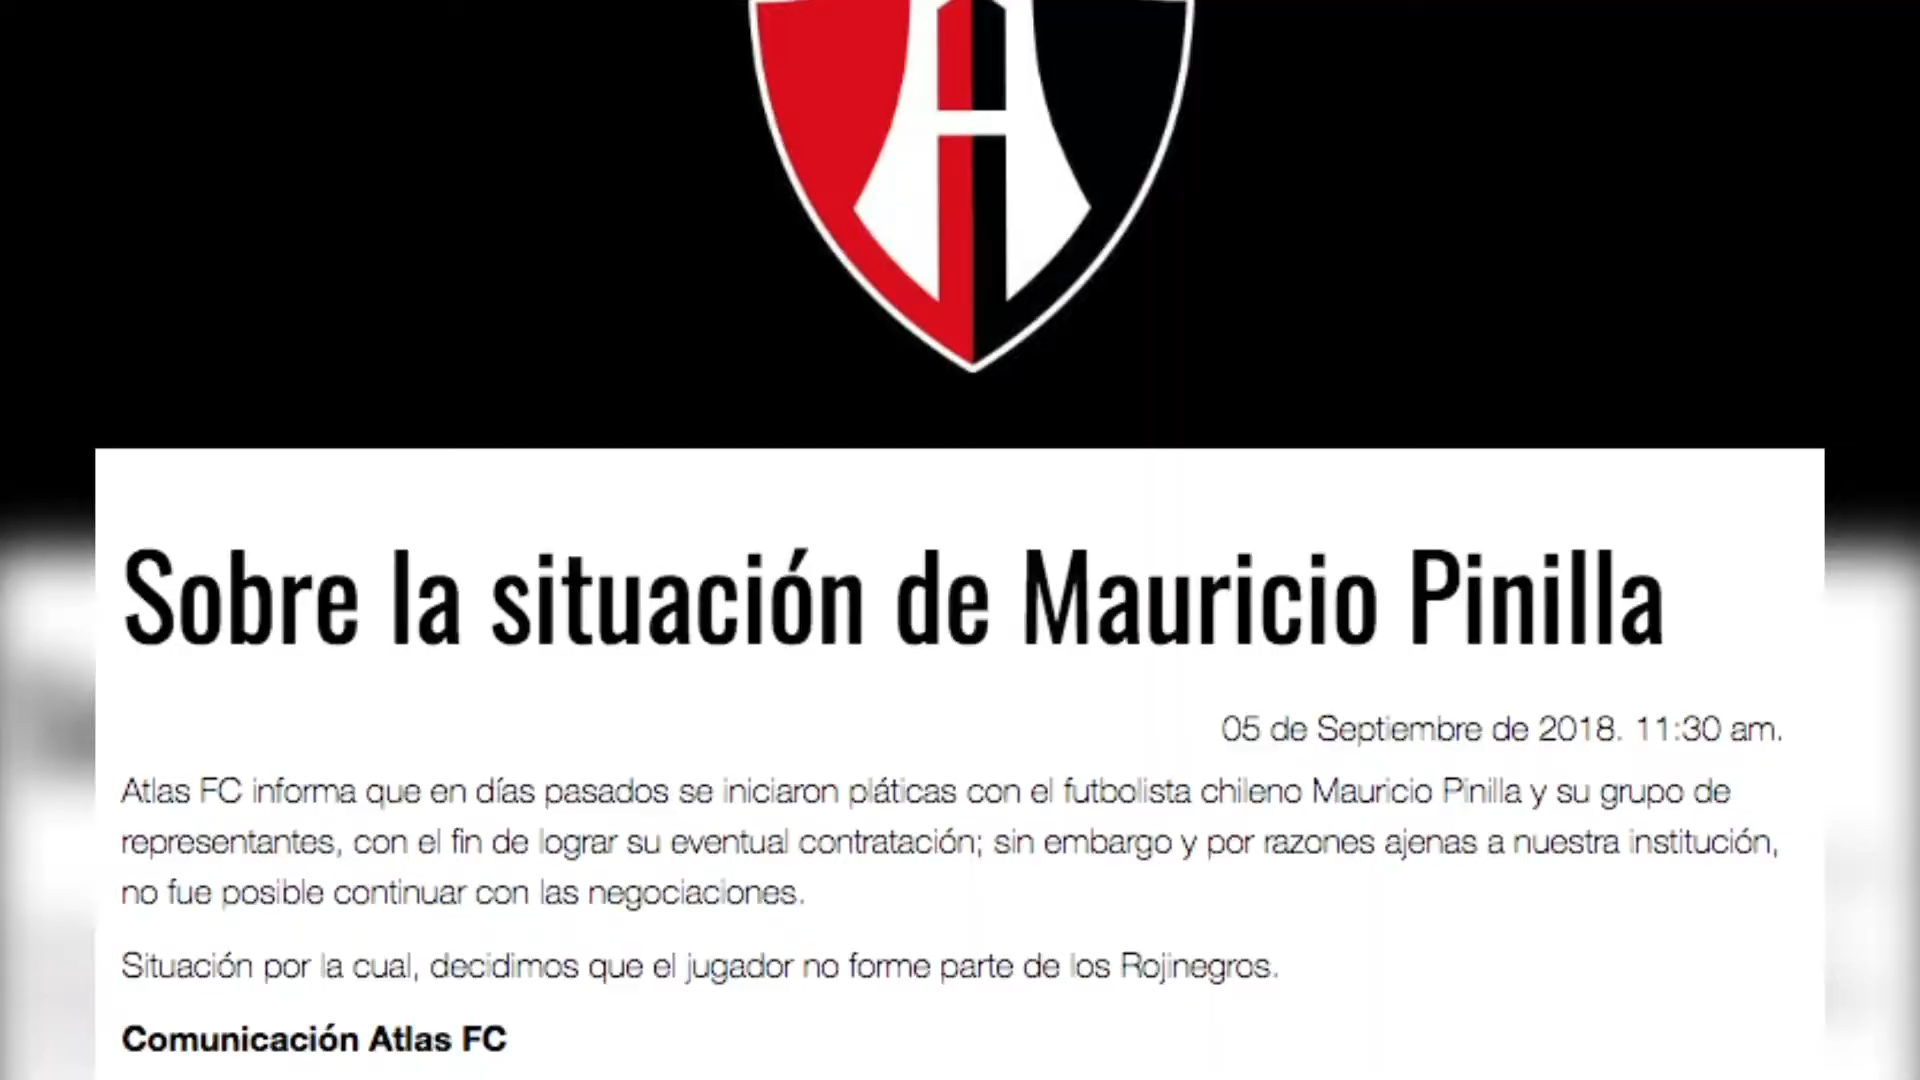 A
Sobre la situación de Mauricio Pinilla
05 de Septiembre de 2018. 11:30 am.
Atlas FC informa que en días pasados se iniciaron pláticas con el futbolista chileno Mauricio Pinilla y su grupo de
representantes, con el fin de lograr su eventual contratación; sin embargo y por razones ajenas a nuestra institución,
no fue posible continuar con las negociaciones.
Situación por la cual, decidimos que el jugador no forme parte de los Rojinegros.
Comunicación Atlas FC